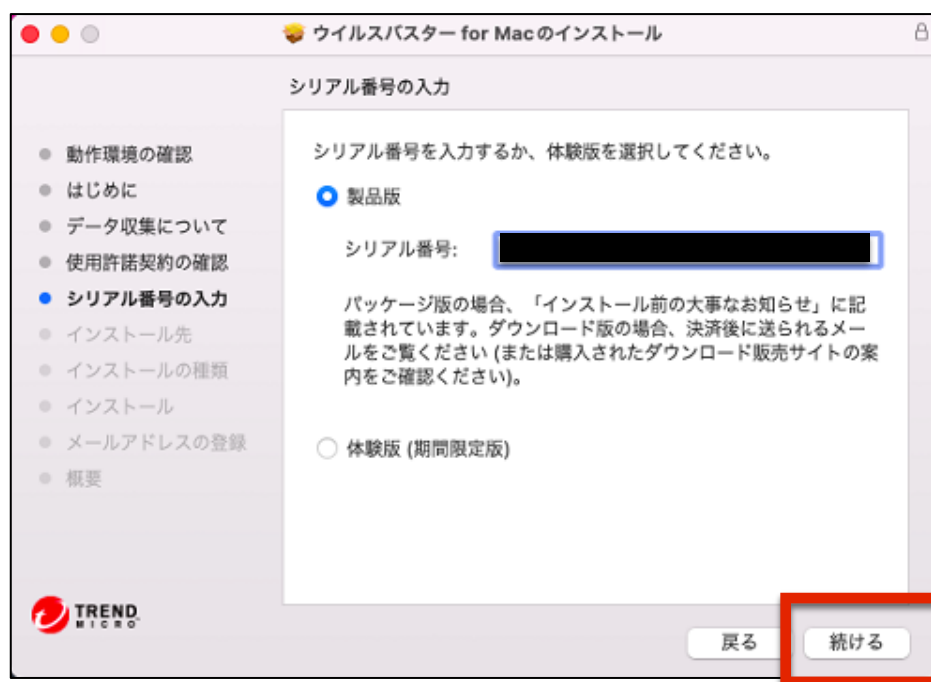 ウイルスバスター for Macのインストール
シリアル番号の入力
動作環境の確認
はじめに
データ収集について
使用許諾契約の確認
シリアル番号の入力
インストール先
インストールの種類
インストール
メールアドレスの登録
概要
シリアル番号を入力するか、体験版を選択してください。
製品版
シリアル番号:
パッケージ版の場合、「インストール前の大事なお知らせ」に記
載されています。ダウンロード版の場合、決済後に送られるメー
ルをご覧ください (または購入されたダウンロード販売サイトの案
内をご確認ください)。
体験版 (期間限定版)
TREND
MICRO
戻る
続ける